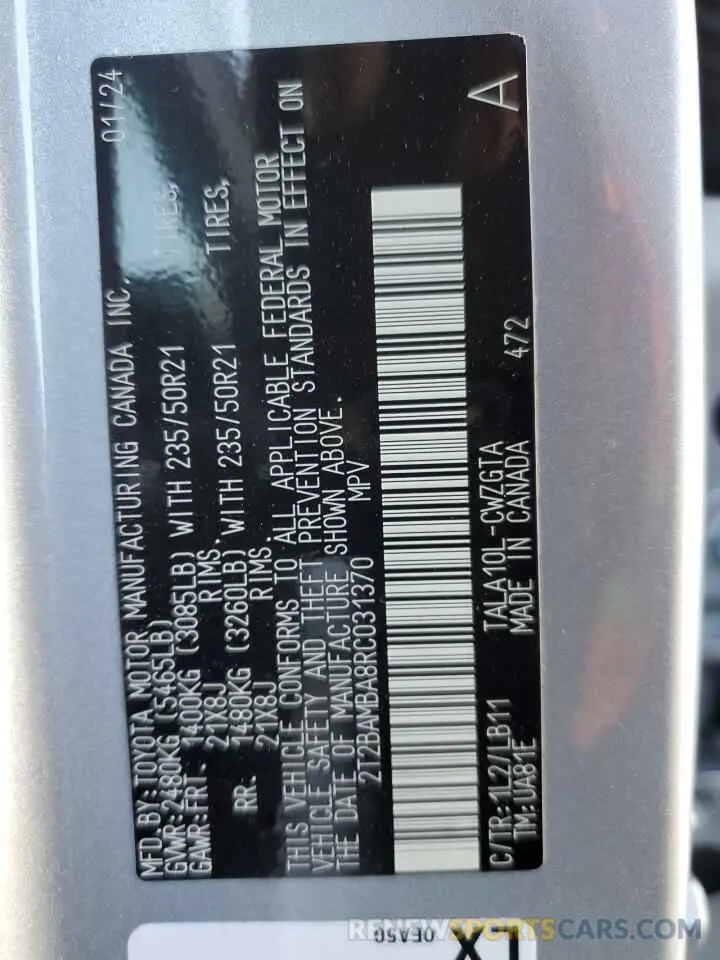 MFD.BY:TOYOTA MOTOR MANUFACTURING CANADA INC. 01/24
GVWR:2480KG (5465LB)
GAWR:FRT- 1400KG (3085LB) WITH 235/50R21 TIRES,
21X8J RIMS.
RR- 1480KG (3260LB) WITH 235/50R21 TIRES,
21X8J RIMS.
THIS VEHICLE CONFORMS TO ALL APPLICABLE FEDERAL MOTOR
VEHICLE SAFETY AND THEFT PREVENTION STANDARDS IN EFFECT ON
THE DATE OF MANUFACTURE SHOWN ABOVE.
2T2BAMBA8RC031370 MPV
C/TR:1L2/LB11 TALA10L-CWZGTA 472 A
TM:UA81E MADE IN CANADA
0EA50
RENEWSPORTSCARS.COM